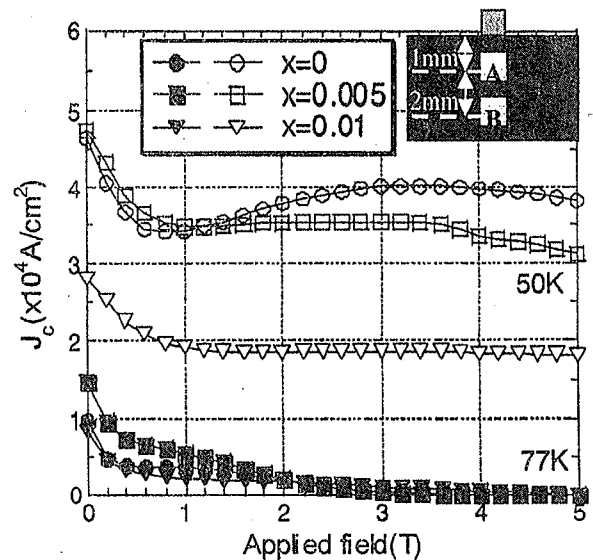 6
5
4
3
2
1
0
J_c(×10⁴A/cm²)
x=0
x=0.005
x=0.01
1mm
A
2mm
B
50K
77K
0 1 2 3 4 5
Applied field(T)